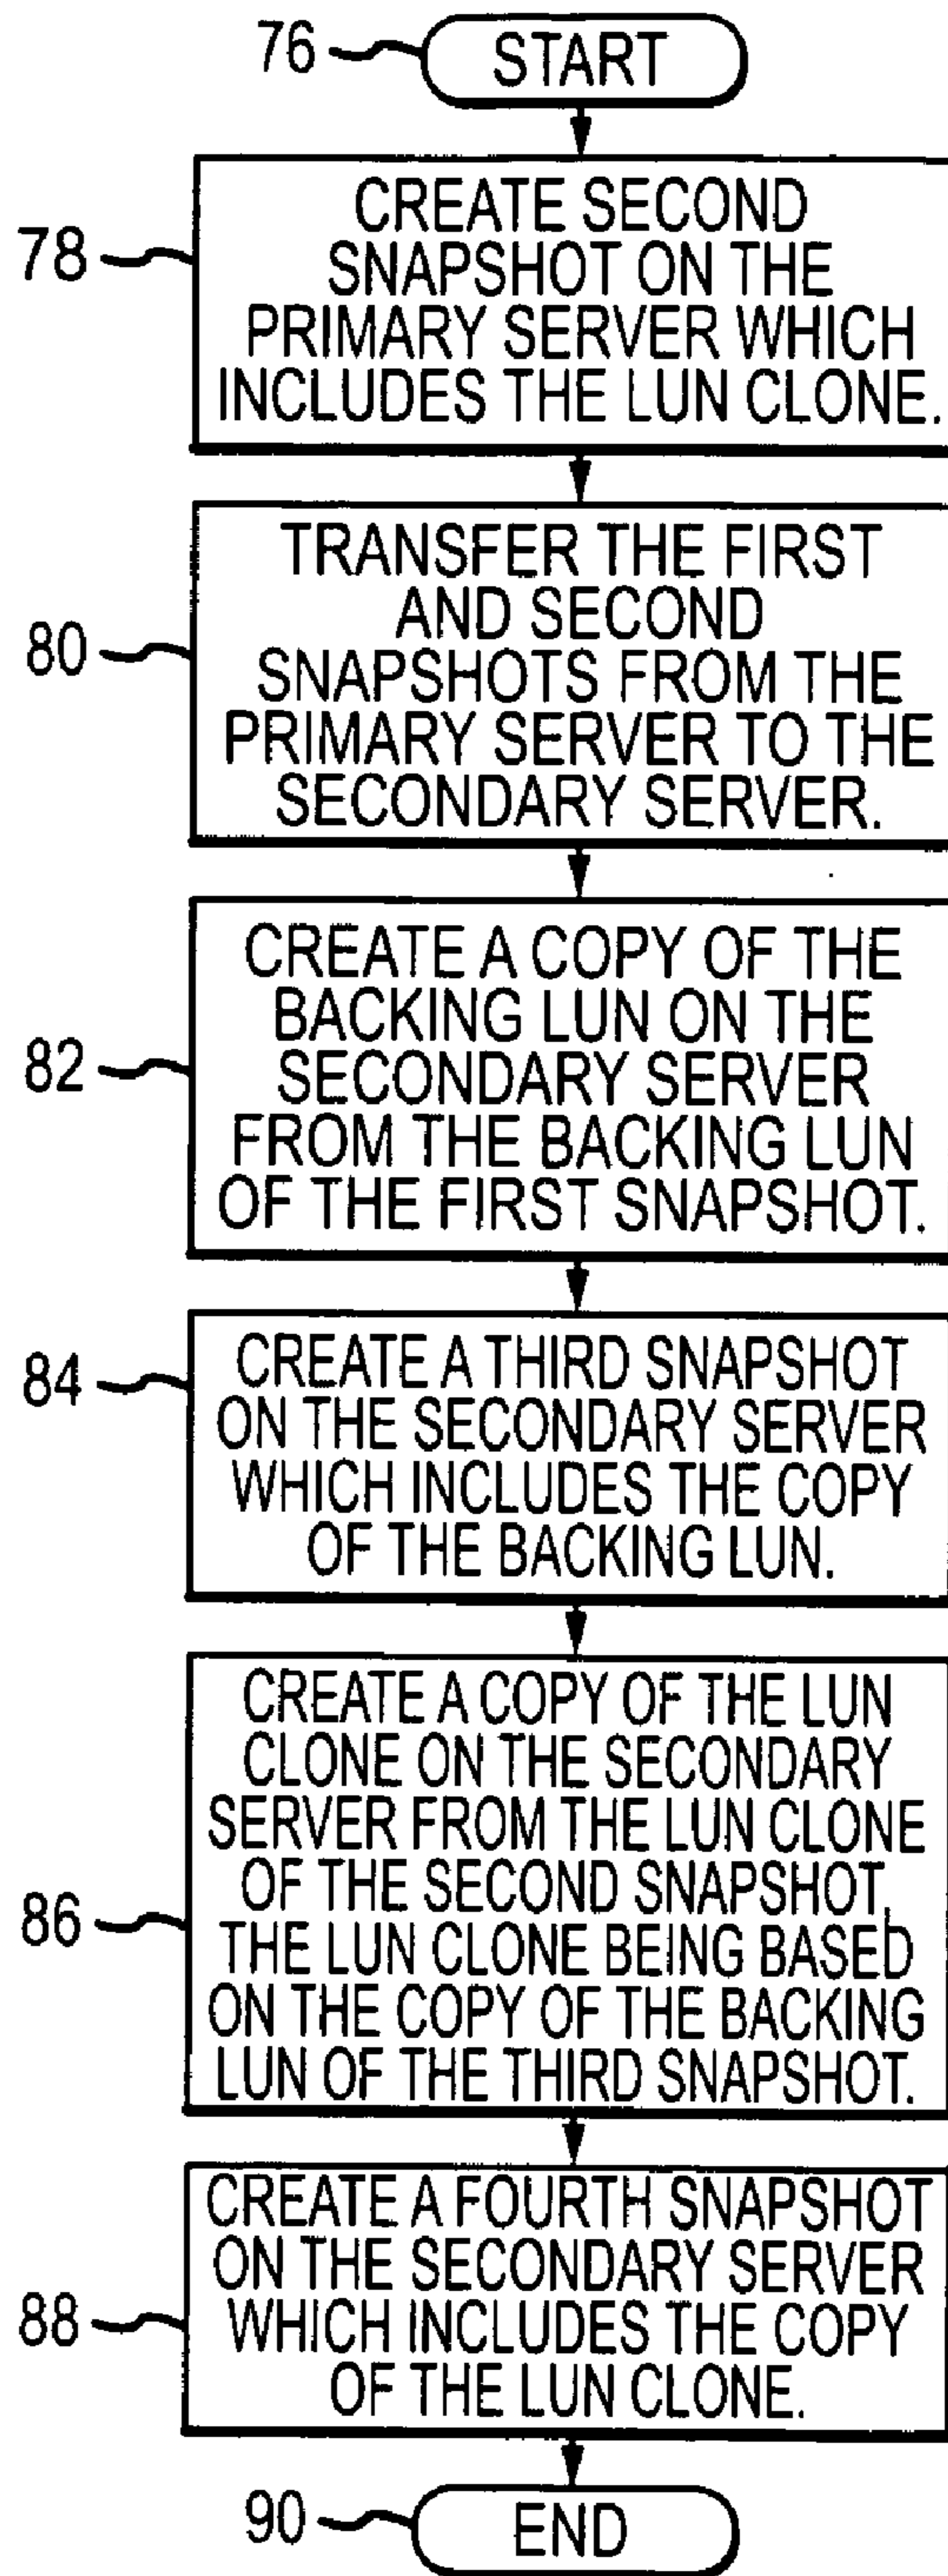 76
START
78
CREATE SECOND
SNAPSHOT ON THE
PRIMARY SERVER WHICH
INCLUDES THE LUN CLONE.
80
TRANSFER THE FIRST
AND SECOND
SNAPSHOTS FROM THE
PRIMARY SERVER TO THE
SECONDARY SERVER.
82
CREATE A COPY OF THE
BACKING LUN ON THE
SECONDARY SERVER
FROM THE BACKING LUN
OF THE FIRST SNAPSHOT.
84
CREATE A THIRD SNAPSHOT
ON THE SECONDARY SERVER
WHICH INCLUDES THE COPY
OF THE BACKING LUN.
86
CREATE A COPY OF THE LUN
CLONE ON THE SECONDARY
SERVER FROM THE LUN CLONE
OF THE SECOND SNAPSHOT,
THE LUN CLONE BEING BASED
ON THE COPY OF THE BACKING
LUN OF THE THIRD SNAPSHOT.
88
CREATE A FOURTH SNAPSHOT
ON THE SECONDARY SERVER
WHICH INCLUDES THE COPY
OF THE LUN CLONE.
90
END